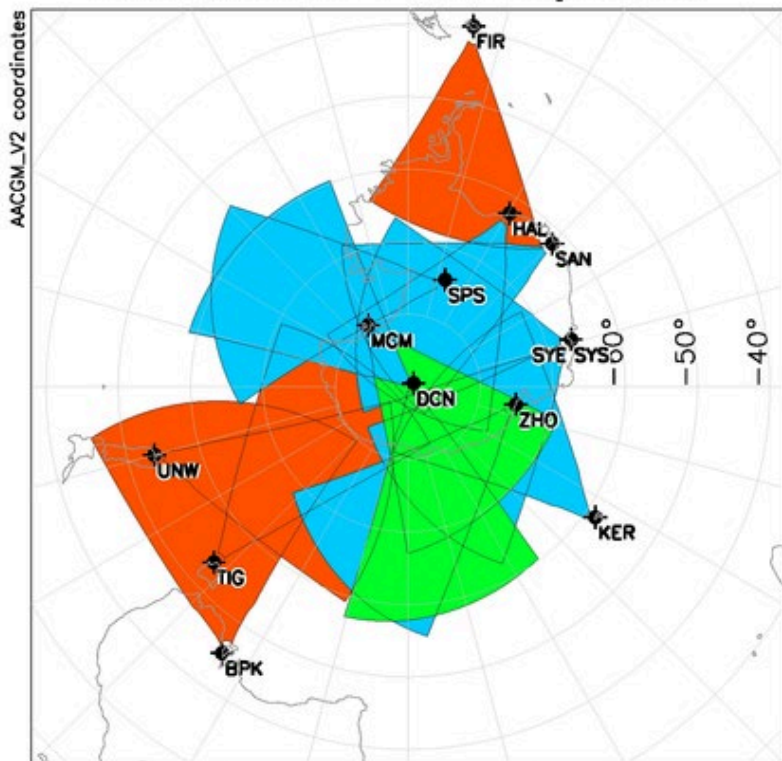 FIR
AACGM_V2 coordinates
HAL
SAN
SPS
MCM
SYE SYS
-60°
-50°
-40°
DCN
ZHO
UNW
KER
TIG
BPK